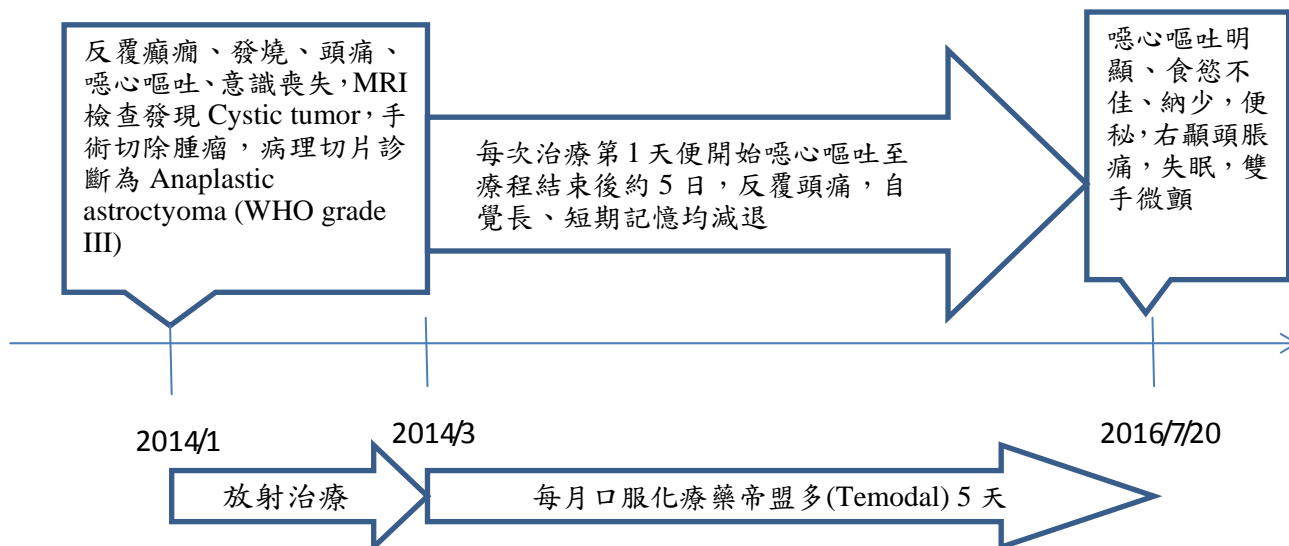 反覆癲癇、發燒、頭痛、
噁心嘔吐、意識喪失，MRI
檢查發現 Cystic tumor，手
術切除腫瘤，病理切片診
斷為 Anaplastic
astroctyoma (WHO grade
III)
每次治療第 1 天便開始噁心嘔吐至
療程結束後約 5 日，反覆頭痛，自
覺長、短期記憶均減退
噁心嘔吐明
顯、食慾不
佳、納少，便
秘，右顳頭脹
痛，失眠，雙
手微顫
2014/1
2014/3
2016/7/20
放射治療
每月口服化療藥帝盟多(Temodal) 5 天